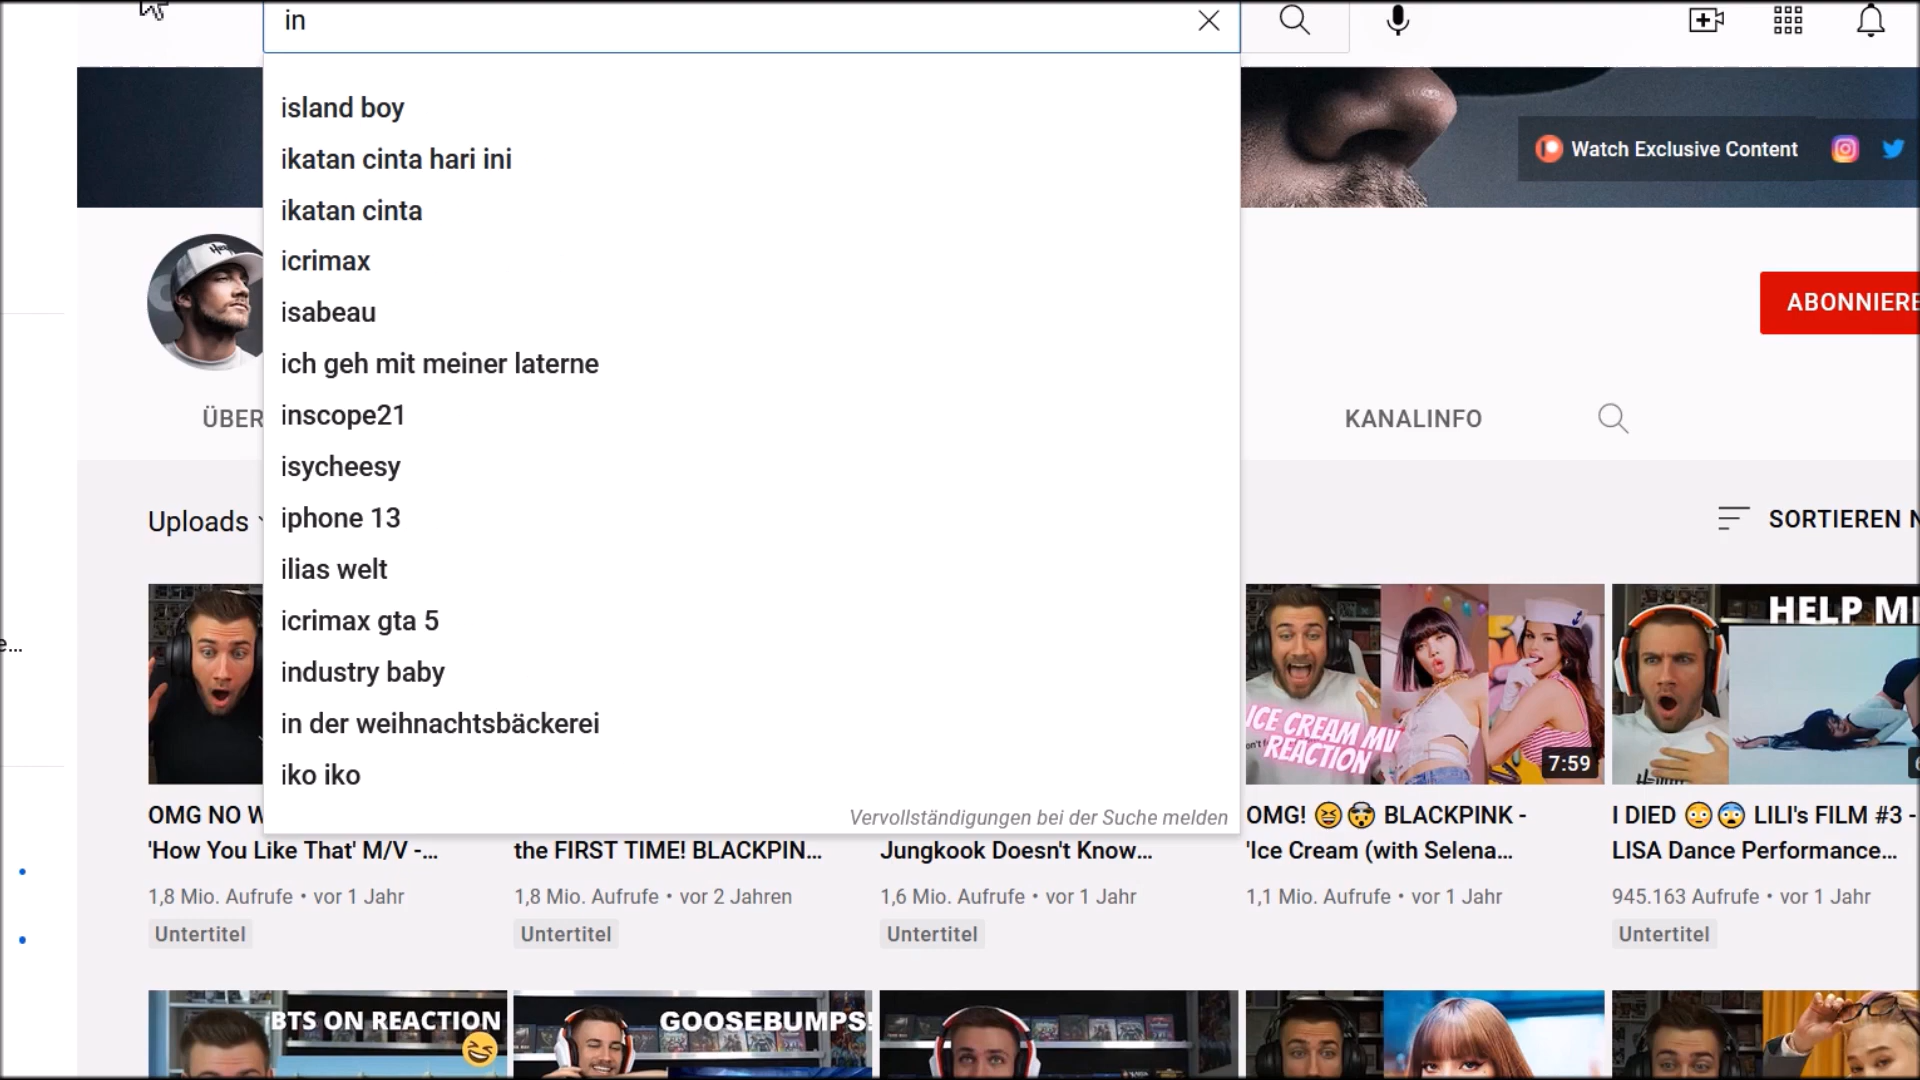 in
island boy
ikatan cinta hari ini
ikatan cinta
icrimax
isabeau
ich geh mit meiner laterne
inscope21
isycheesy
iphone 13
ilias welt
icrimax gta 5
industry baby
in der weihnachtsbäckerei
iko iko
Vervollständigungen bei der Suche melden
Watch Exclusive Content
ABONNIERE
ÜBER
KANALINFO
Uploads
SORTIEREN N
ICE CREAM MV
REACTION
7:59
HELP M
OMG NO W
'How You Like That' M/V -...
1,8 Mio. Aufrufe • vor 1 Jahr
Untertitel
the FIRST TIME! BLACKPIN...
1,8 Mio. Aufrufe • vor 2 Jahren
Untertitel
Jungkook Doesn't Know...
1,6 Mio. Aufrufe • vor 1 Jahr
Untertitel
OMG! 😆🤯 BLACKPINK -
'Ice Cream (with Selena...
1,1 Mio. Aufrufe • vor 1 Jahr
I DIED 😳😨 LILI's FILM #3 -
LISA Dance Performance...
945.163 Aufrufe • vor 1 Jahr
Untertitel
BTS ON REACTION
GOOSEBUMPS!